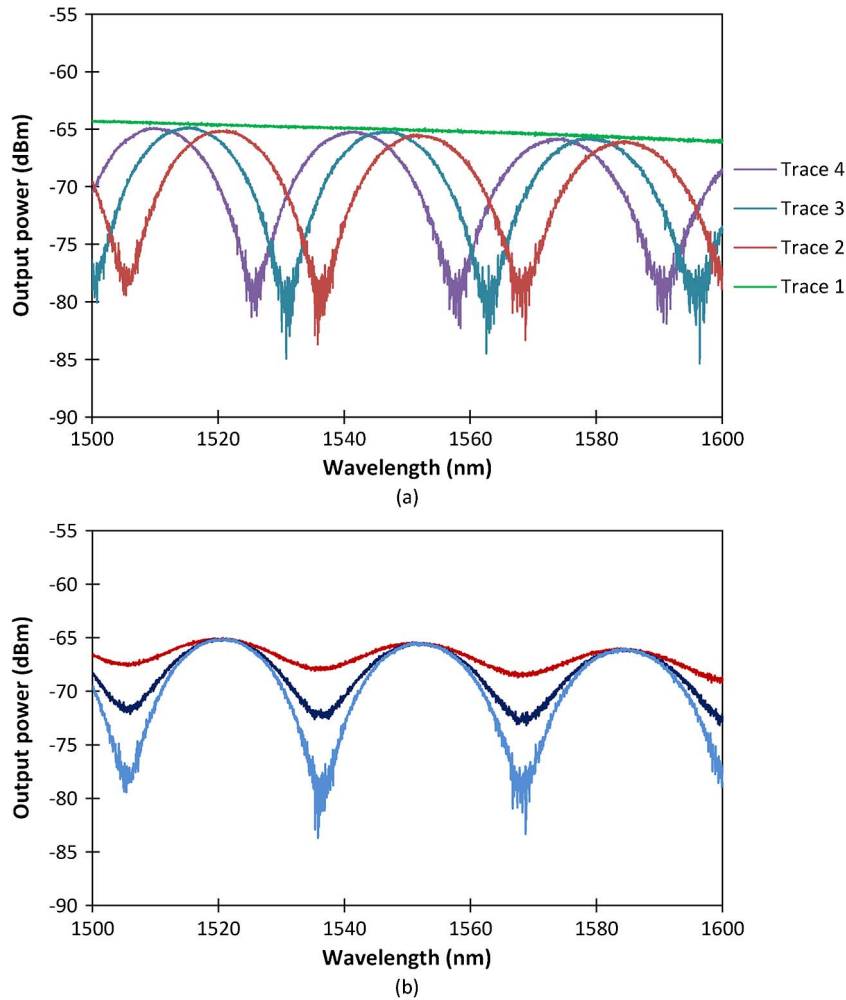 -55
-60
-65
-70
-75
-80
-85
-90
Output power (dBm)
1500 1520 1540 1560 1580 1600
Wavelength (nm)
(a)
Trace 4
Trace 3
Trace 2
Trace 1
-55
-60
-65
-70
-75
-80
-85
-90
Output power (dBm)
1500 1520 1540 1560 1580 1600
Wavelength (nm)
(b)